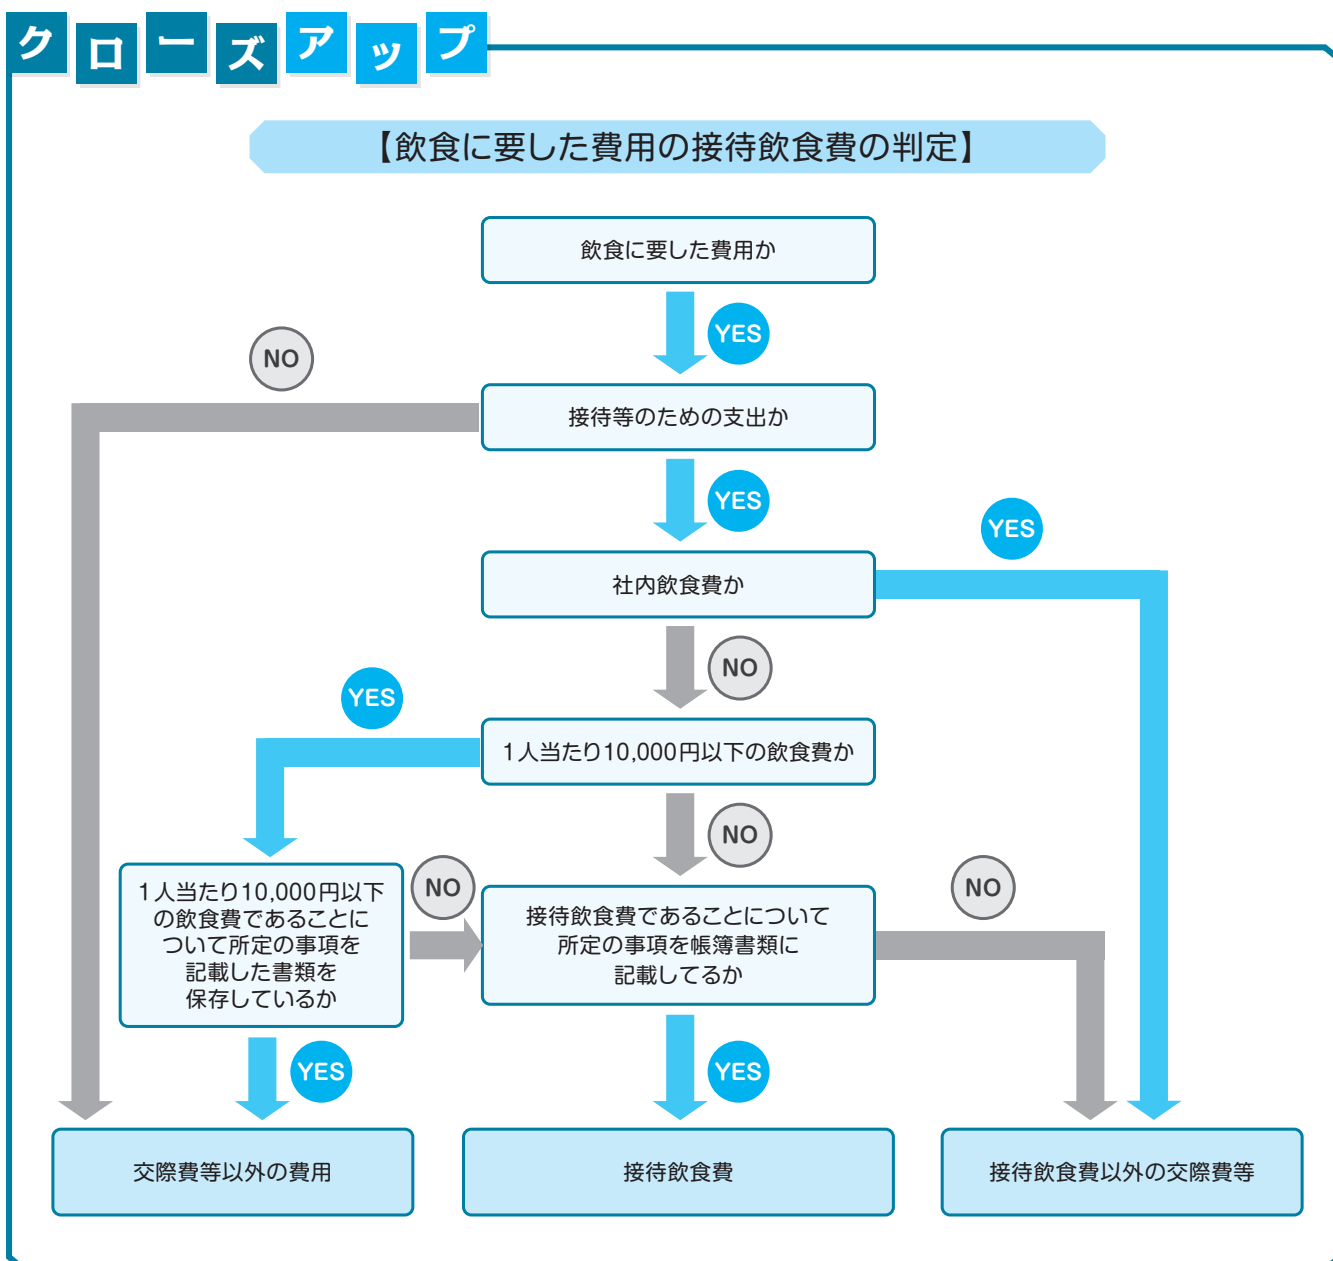 クローズアップ
【飲食に要した費用の接待飲食費の判定】
飲食に要した費用か
YES
NO
接待等のための支出か
YES
YES
社内飲食費か
NO
YES
1人当たり10,000円以下の飲食費か
NO
1人当たり10,000円以下
の飲食費であることに
ついて所定の事項を
記載した書類を
保存しているか
NO
接待飲食費であることについて
所定の事項を帳簿書類に
記載してるか
NO
YES
YES
交際費等以外の費用
接待飲食費
接待飲食費以外の交際費等